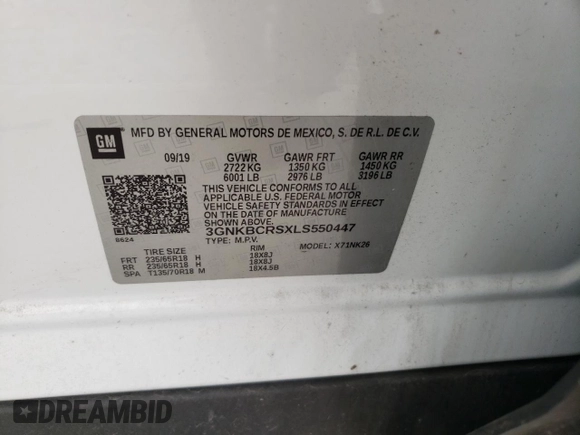 GM
MFD BY GENERAL MOTORS DE MEXICO, S. DE R.L. DE C.V.
09/19 GVWR GAWR FRT GAWR RR
2722 KG 1350 KG 1450 KG
6001 LB 2976 LB 3196 LB
THIS VEHICLE CONFORMS TO ALL
APPLICABLE U.S. FEDERAL MOTOR
VEHICLE SAFETY STANDARDS IN EFFECT
ON THE DATE OF MANUFACTURE
SHOWN ABOVE.
3GNKBCRSXLS550447
8624 TYPE: M.P.V. MODEL: X71NK26
TIRE SIZE RIM
FRT 235/65R18 H 18X8J
RR 235/65R18 H 18X8J
SP T135/70R18 M 18X4.5B
DREAMBID